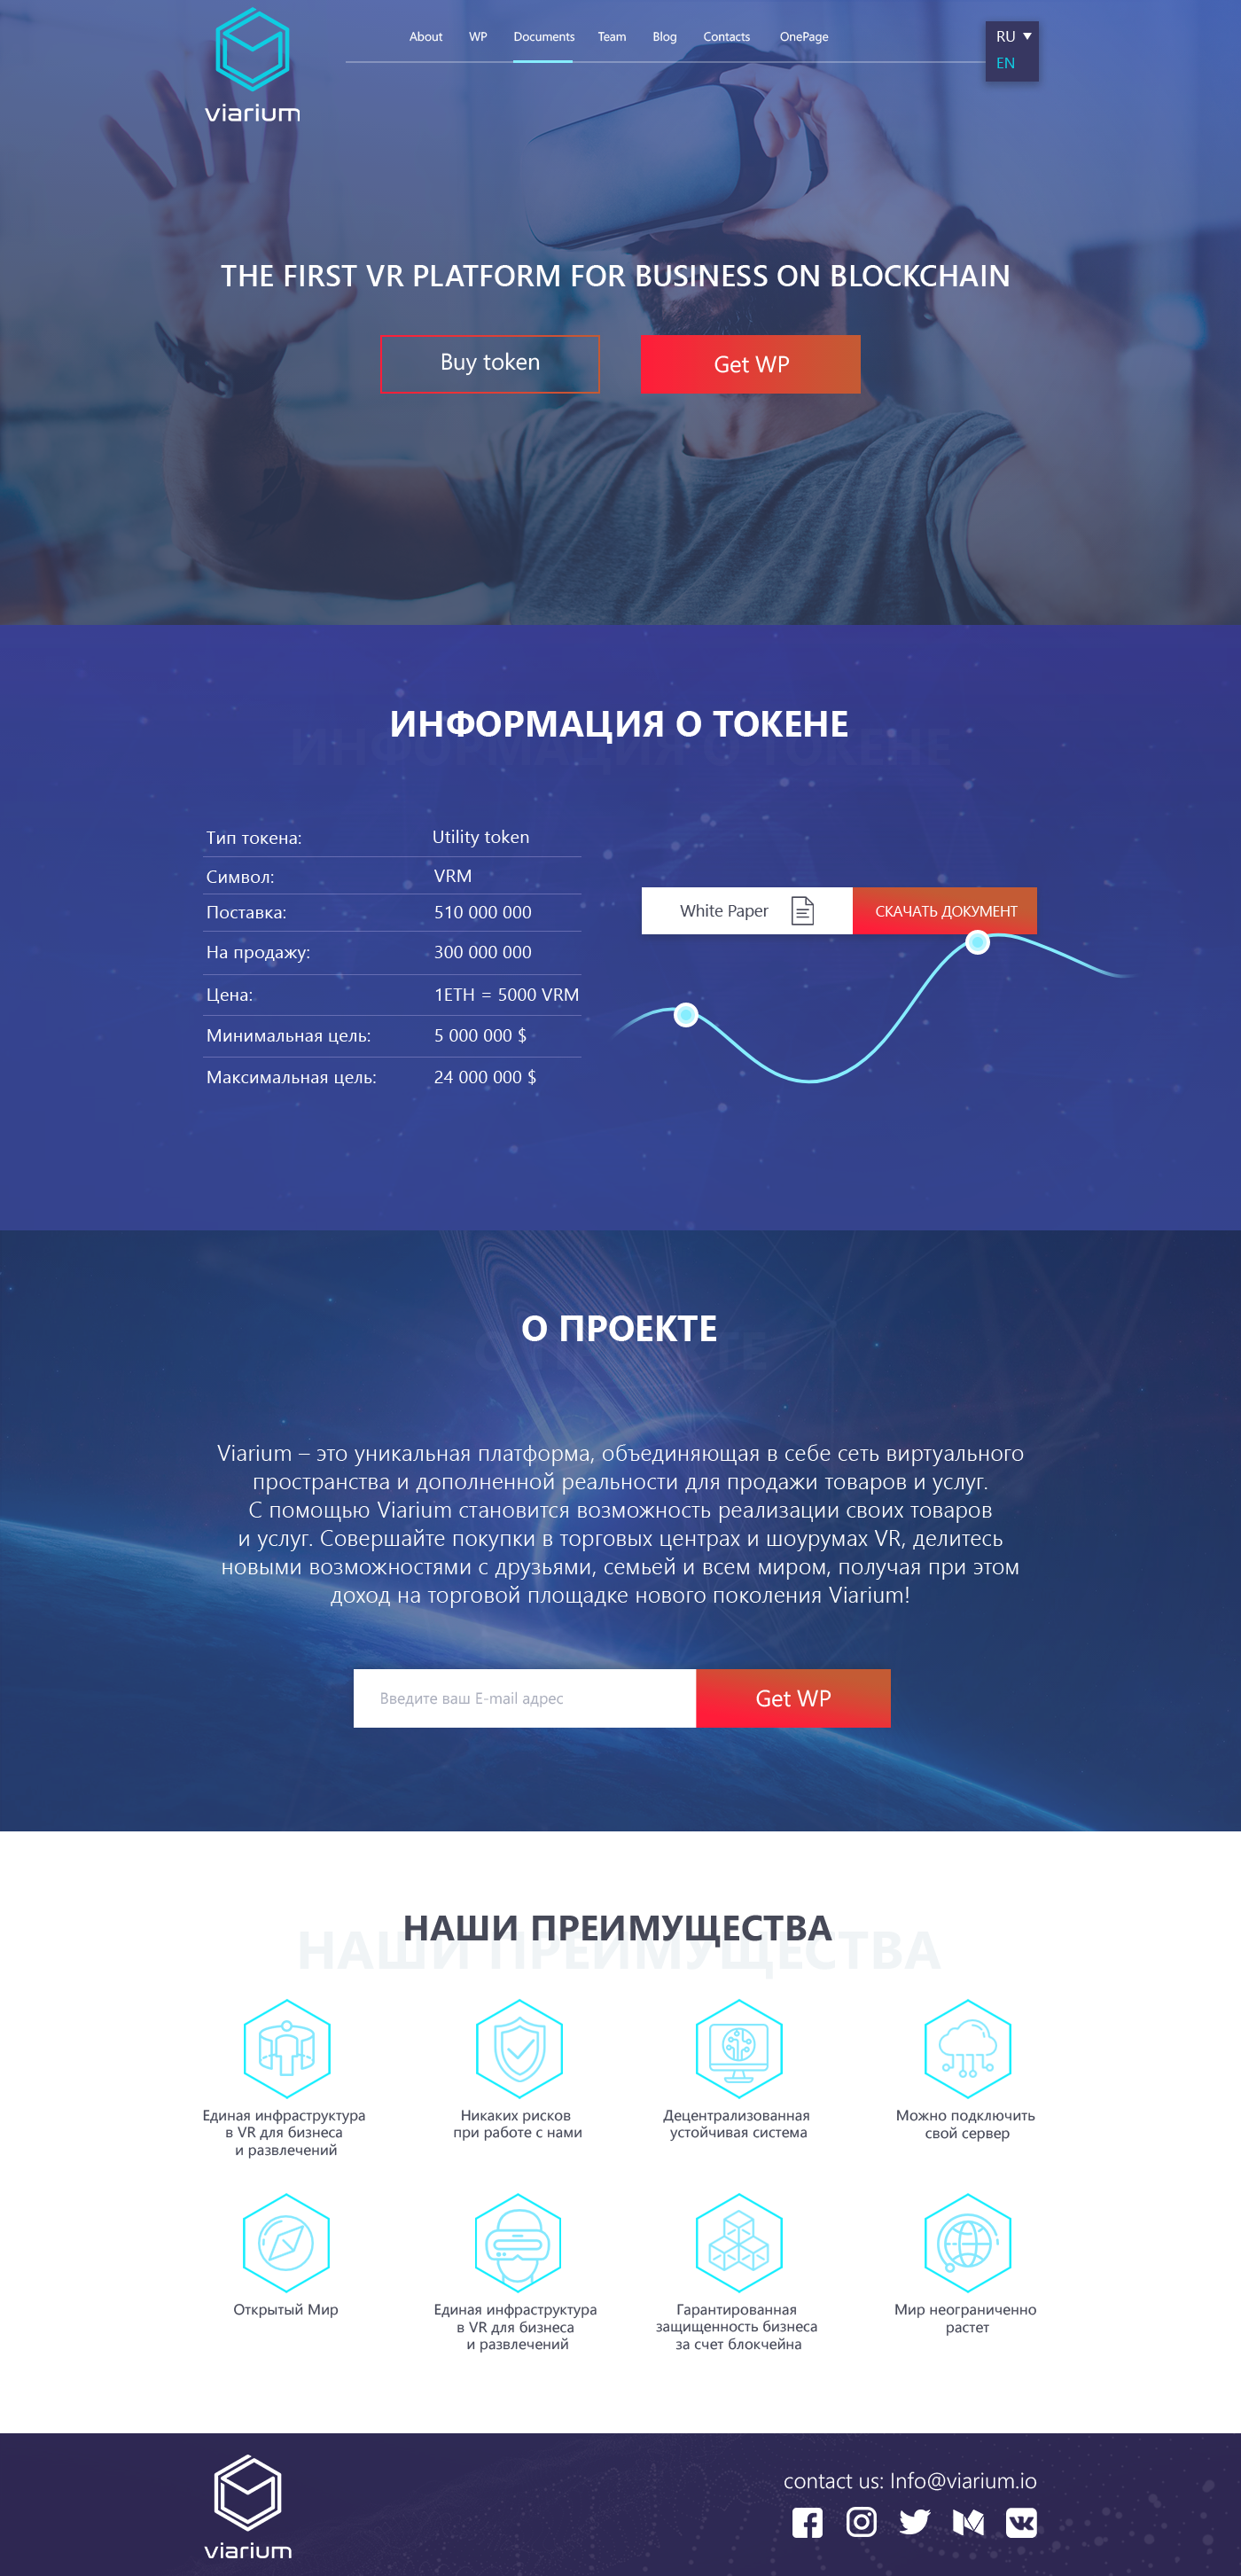 viarium
About WP Documents Team Blog Contacts OnePage
RU
EN
THE FIRST VR PLATFORM FOR BUSINESS ON BLOCKCHAIN
Buy token
Get WP
ИНФОРМАЦИЯ О ТОКЕНЕ
ИНФОРМАЦИЯ О ТОКЕНЕ
Тип токена: Utility token
Символ: VRM
Поставка: 510 000 000
На продажу: 300 000 000
Цена: 1ETH = 5000 VRM
Минимальная цель: 5 000 000 $
Максимальная цель: 24 000 000 $
White Paper
СКАЧАТЬ ДОКУМЕНТ
О ПРОЕКТЕ
О ПРОЕКТЕ
Viarium – это уникальная платформа, объединяющая в себе сеть виртуального
пространства и дополненной реальности для продажи товаров и услуг.
С помощью Viarium становится возможность реализации своих товаров
и услуг. Совершайте покупки в торговых центрах и шоурумах VR, делитесь
новыми возможностями с друзьями, семьей и всем миром, получая при этом
доход на торговой площадке нового поколения Viarium!
Введите ваш E-mail адрес
Get WP
НАШИ ПРЕИМУЩЕСТВА
НАШИ ПРЕИМУЩЕСТВА
Единая инфраструктура
в VR для бизнеса
и развлечений
Никаких рисков
при работе с нами
Децентрализованная
устойчивая система
Можно подключить
свой сервер
Открытый Мир
Единая инфраструктура
в VR для бизнеса
и развлечений
Гарантированная
защищенность бизнеса
за счет блокчейна
Мир неограниченно
растет
viarium
contact us: Info@viarium.io